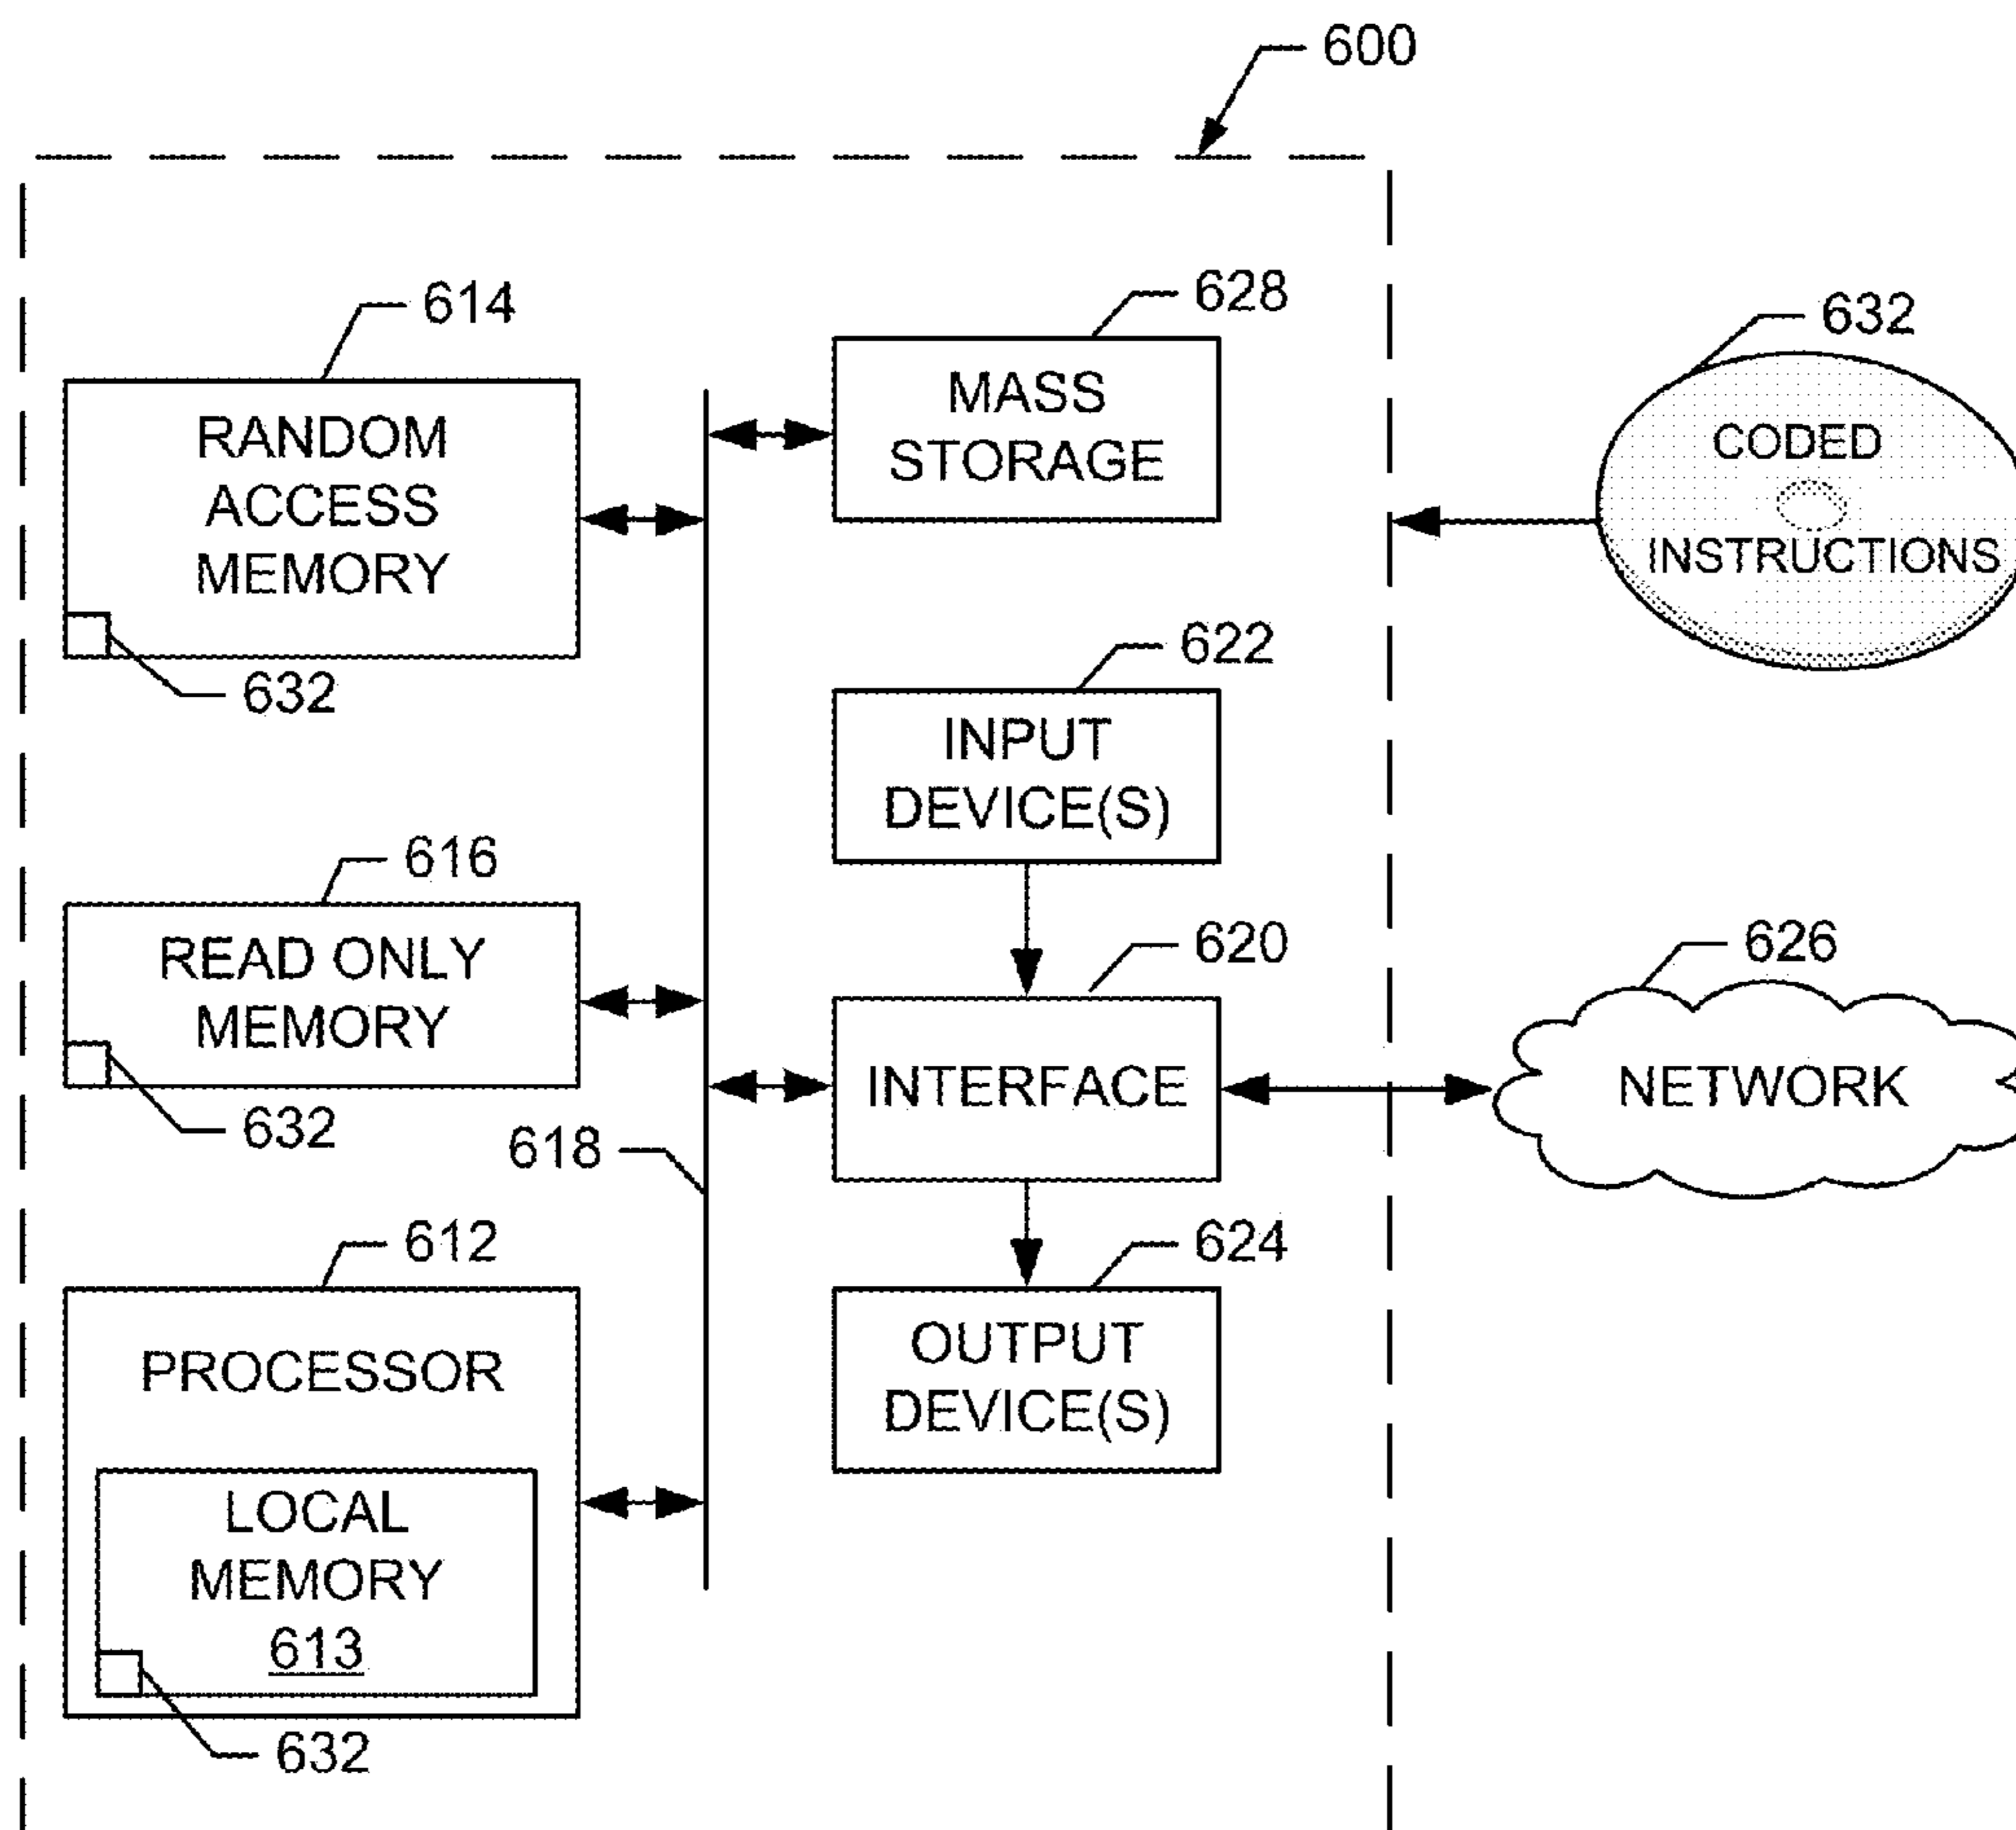 600
614
RANDOM
ACCESS
MEMORY
632
628
MASS
STORAGE
632
CODED
INSTRUCTIONS
622
INPUT
DEVICE(S)
616
READ ONLY
MEMORY
632
618
620
INTERFACE
626
NETWORK
612
PROCESSOR
LOCAL
MEMORY
613
632
624
OUTPUT
DEVICE(S)